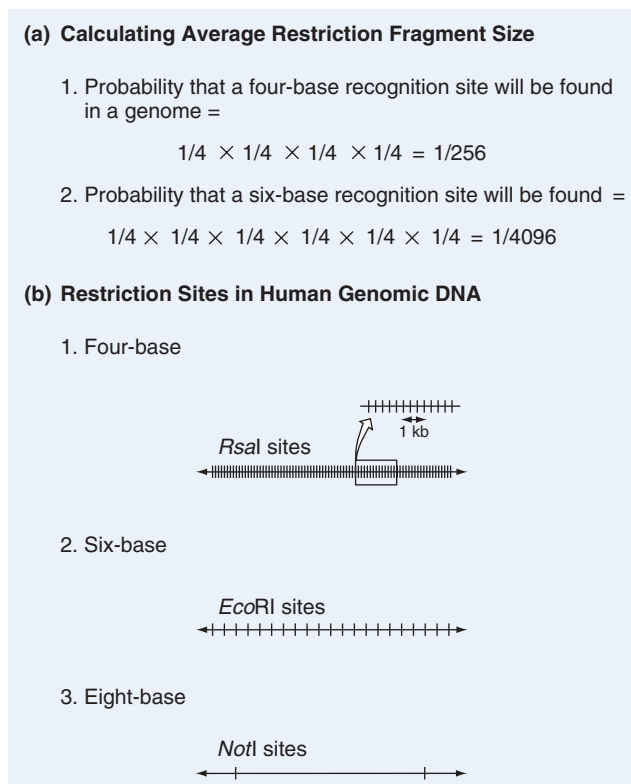 (a) Calculating Average Restriction Fragment Size
1. Probability that a four-base recognition site will be found
in a genome =
1/4 × 1/4 × 1/4 × 1/4 = 1/256
2. Probability that a six-base recognition site will be found =
1/4 × 1/4 × 1/4 × 1/4 × 1/4 × 1/4 = 1/4096
(b) Restriction Sites in Human Genomic DNA
1. Four-base
1 kb
RsaI sites
2. Six-base
EcoRI sites
3. Eight-base
NotI sites